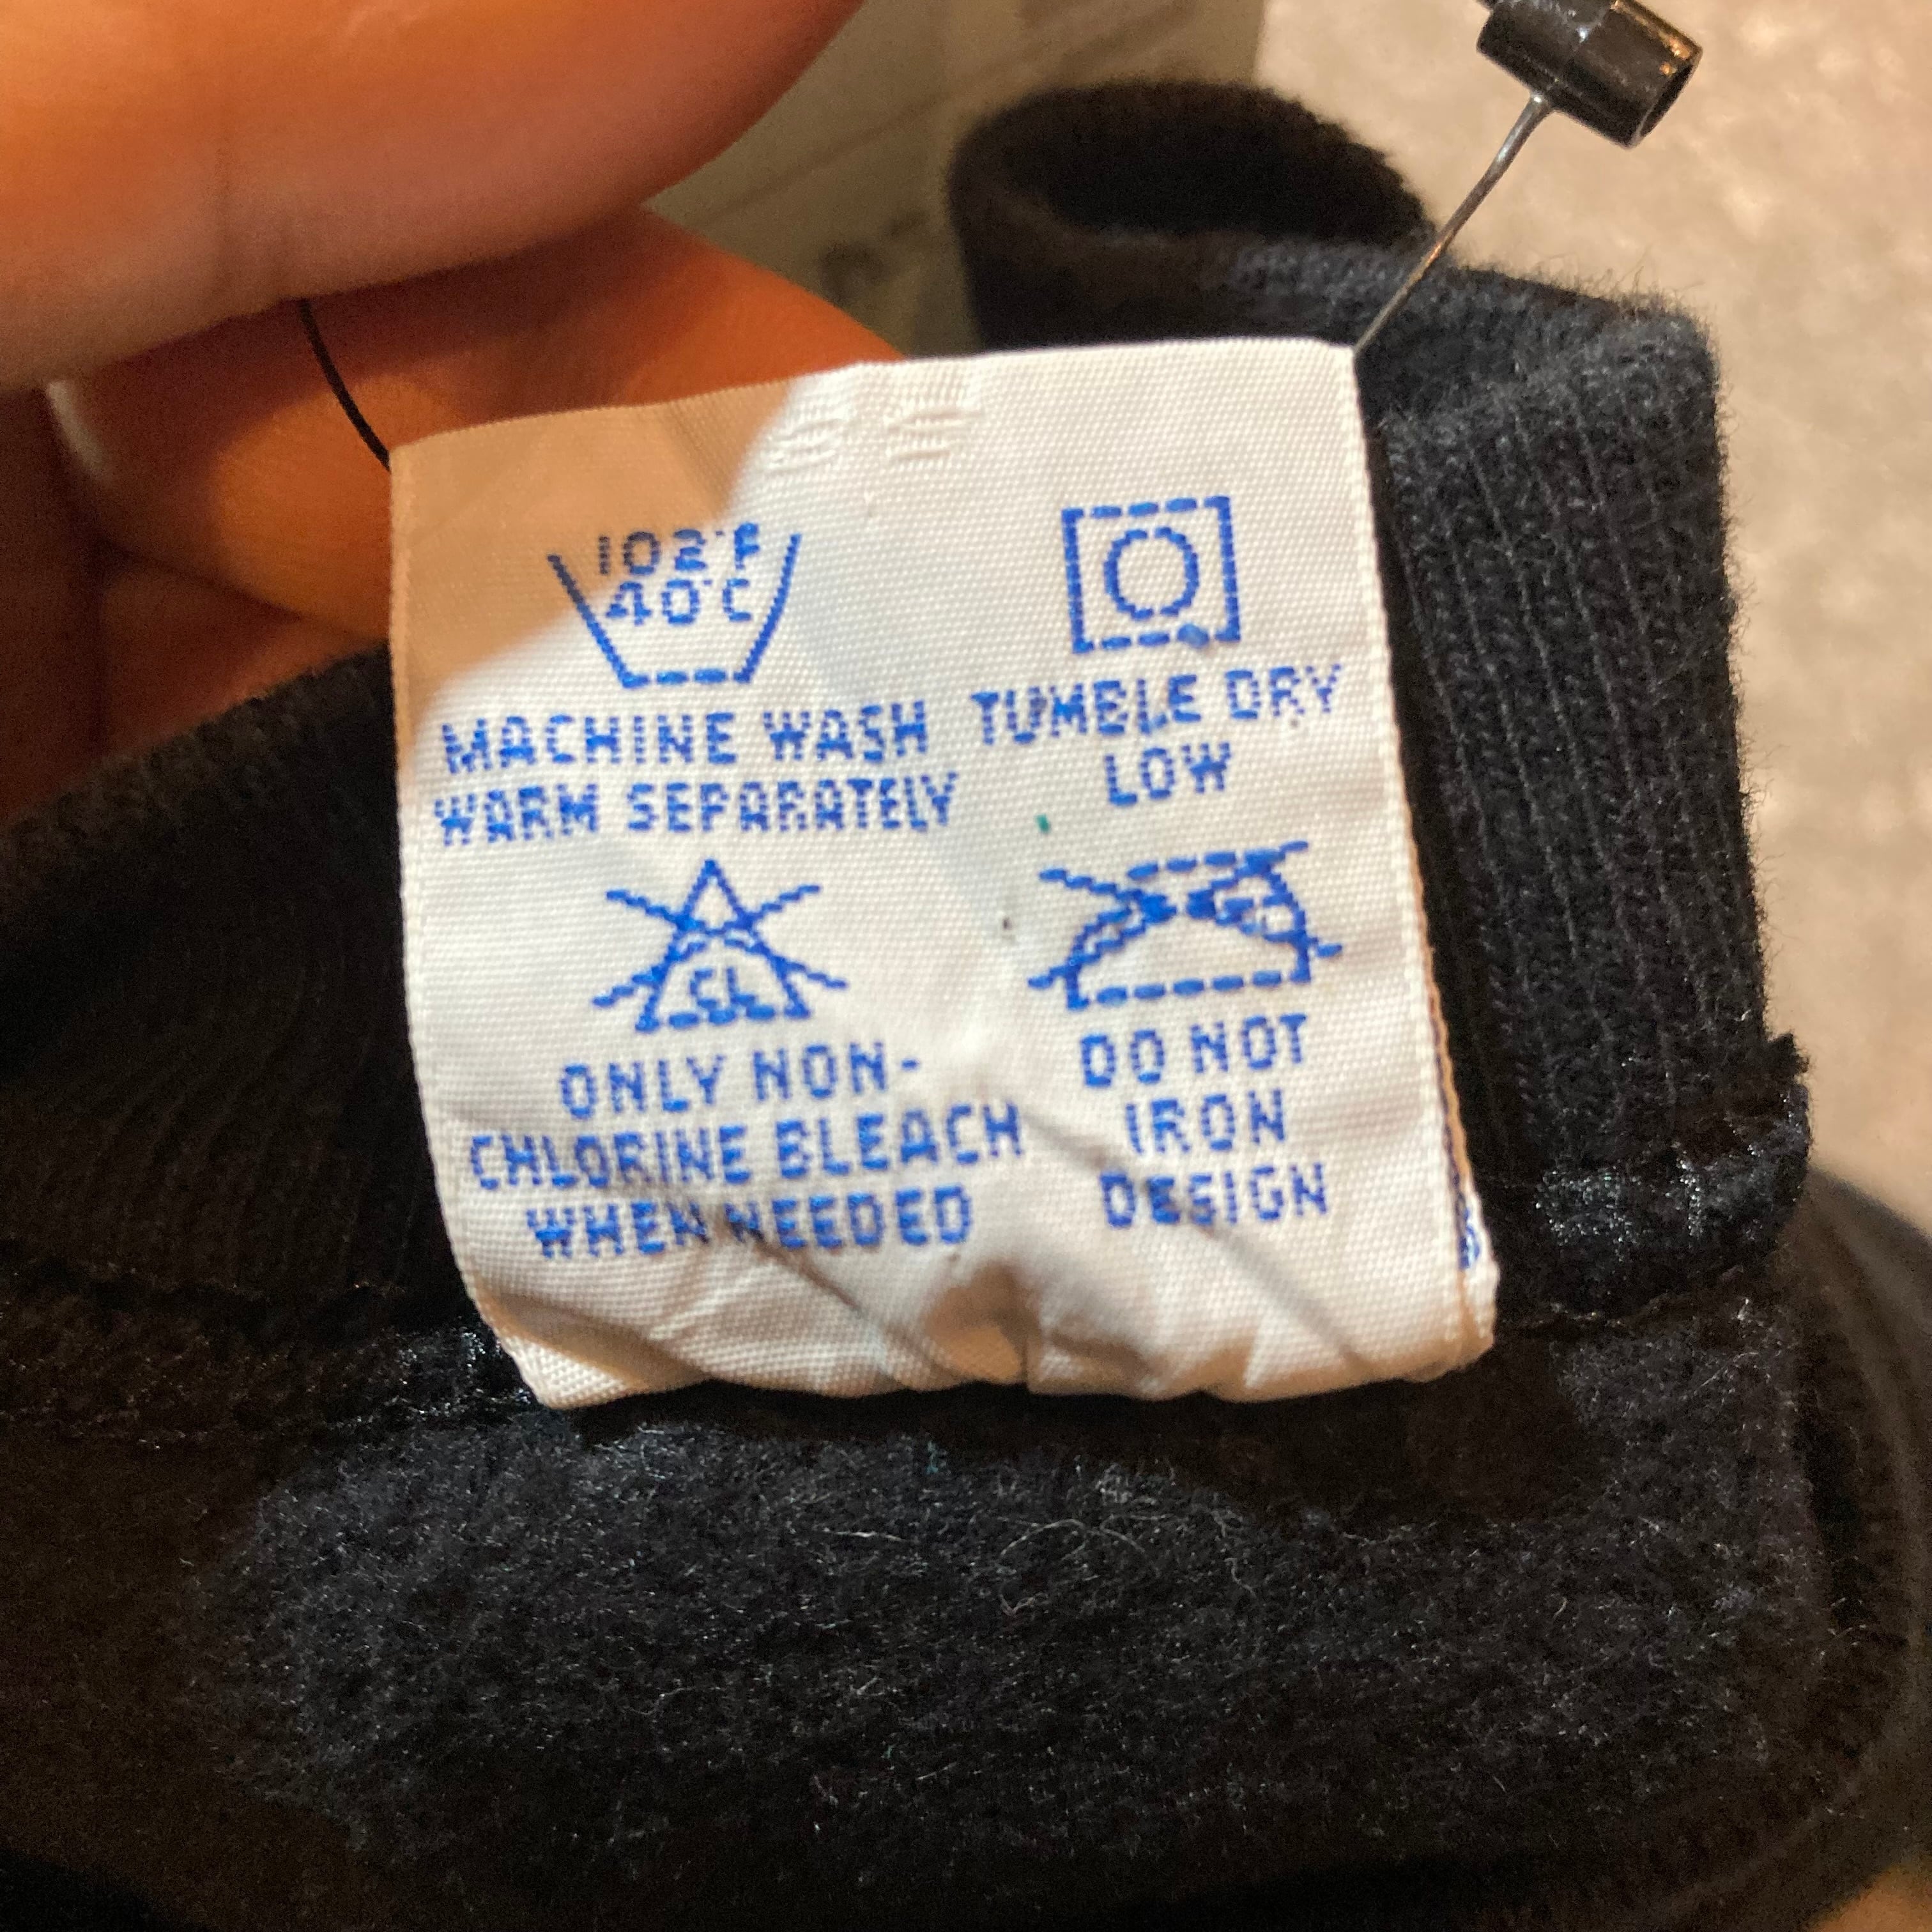 102°F
40°C
MACHINE WASH
WARM SEPARATELY
TUMBLE DRY
LOW
CL
ONLY NON-
CHLORINE BLEACH
WHEN NEEDED
DO NOT
IRON
DESIGN